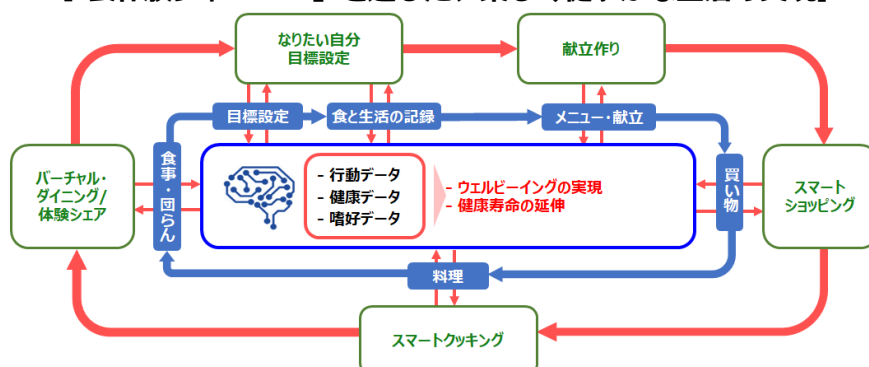 なりたい自分
目標設定
献立作り
目標設定
食と生活の記録
メニュー・献立
食事・団らん
バーチャル・
ダイニング/
体験シェア
- 行動データ
- 健康データ
- 嗜好データ
- ウェルビーイングの実現
- 健康寿命の延伸
買い物
スマート
ショッピング
料理
スマートクッキング